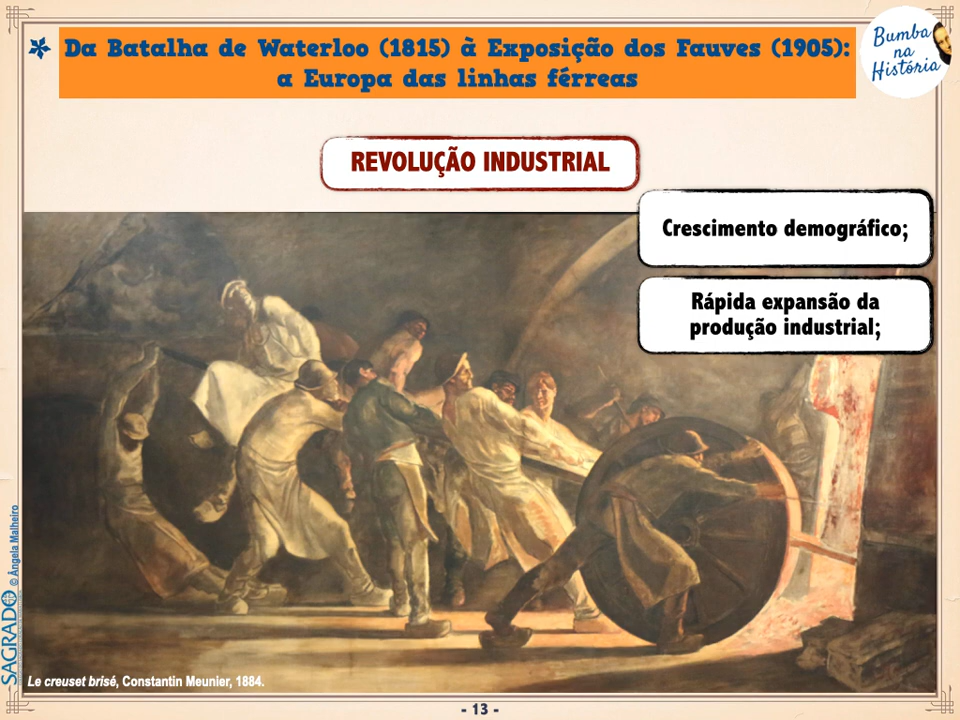 Da Batalha de Waterloo (1815) à Exposição dos Fauves (1905):
a Europa das linhas férreas
Bumba
na
História
REVOLUÇÃO INDUSTRIAL
Crescimento demográfico;
Rápida expansão da
produção industrial;
SAGRADO
© Ângela Malheiro
Le creuset brisé, Constantin Meunier, 1884.
- 13 -